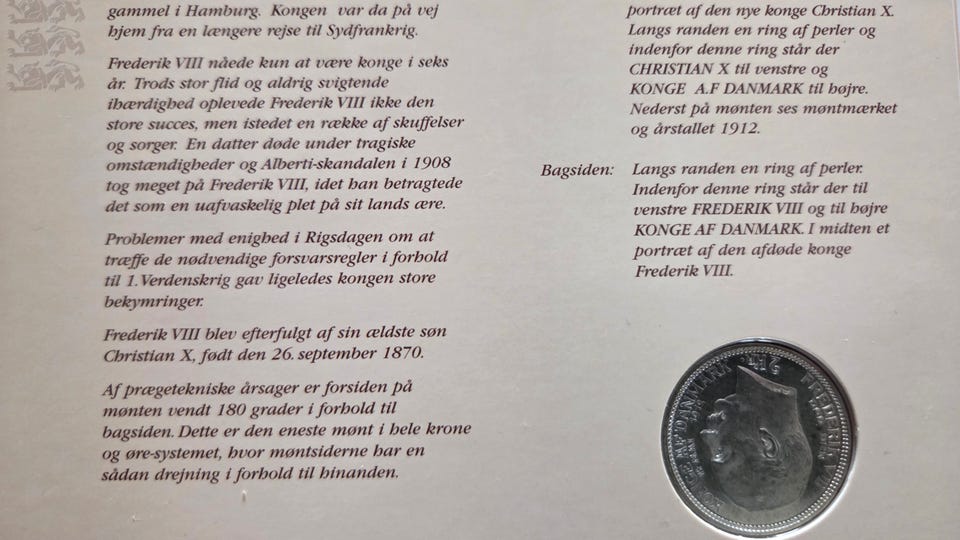 gammel i Hamburg. Kongen var da på vej
hjem fra en længere rejse til Sydfrankrig.
Frederik VIII nåede kun at være konge i seks
år. Trods stor flid og aldrig svigtende
ihærdighed oplevede Frederik VIII ikke den
store succes, men istedet en række af skuffelser
og sorger. En datter døde under tragiske
omstændigheder og Alberti-skandalen i 1908
tog meget på Frederik VIII, idet han betragtede
det som en uafvaskelig plet på sit lands ære.
Problemer med enighed i Rigsdagen om at
træffe de nødvendige forsvarsregler i forhold
til 1. Verdenskrig gav ligeledes kongen store
bekymringer.
Frederik VIII blev efterfulgt af sin ældste søn
Christian X, født den 26. september 1870.
Af prægetekniske årsager er forsiden på
mønten vendt 180 grader i forhold til
bagsiden. Dette er den eneste mønt i hele krone
og øre-systemet, hvor møntsiderne har en
sådan drejning i forhold til hinanden.
portræt af den nye konge Christian X.
Langs randen en ring af perler og
indenfor denne ring står der
CHRISTIAN X til venstre og
KONGE A.F DANMARK til højre.
Nederst på mønten ses møntmærket
og årstallet 1912.
Bagsiden: Langs randen en ring af perler.
Indenfor denne ring står der til
venstre FREDERIK VIII og til højre
KONGE AF DANMARK. I midten et
portræt af den afdøde konge
Frederik VIII.
FREDERIK VIII
KONGE AF DANMARK
2 KR.